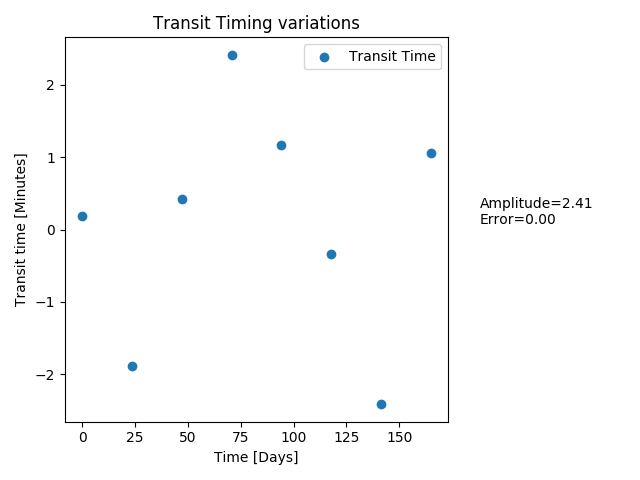 Transit Timing variations
Transit Time
2
1
0
−1
−2
Transit time [Minutes]
Amplitude=2.41
Error=0.00
0 25 50 75 100 125 150
Time [Days]